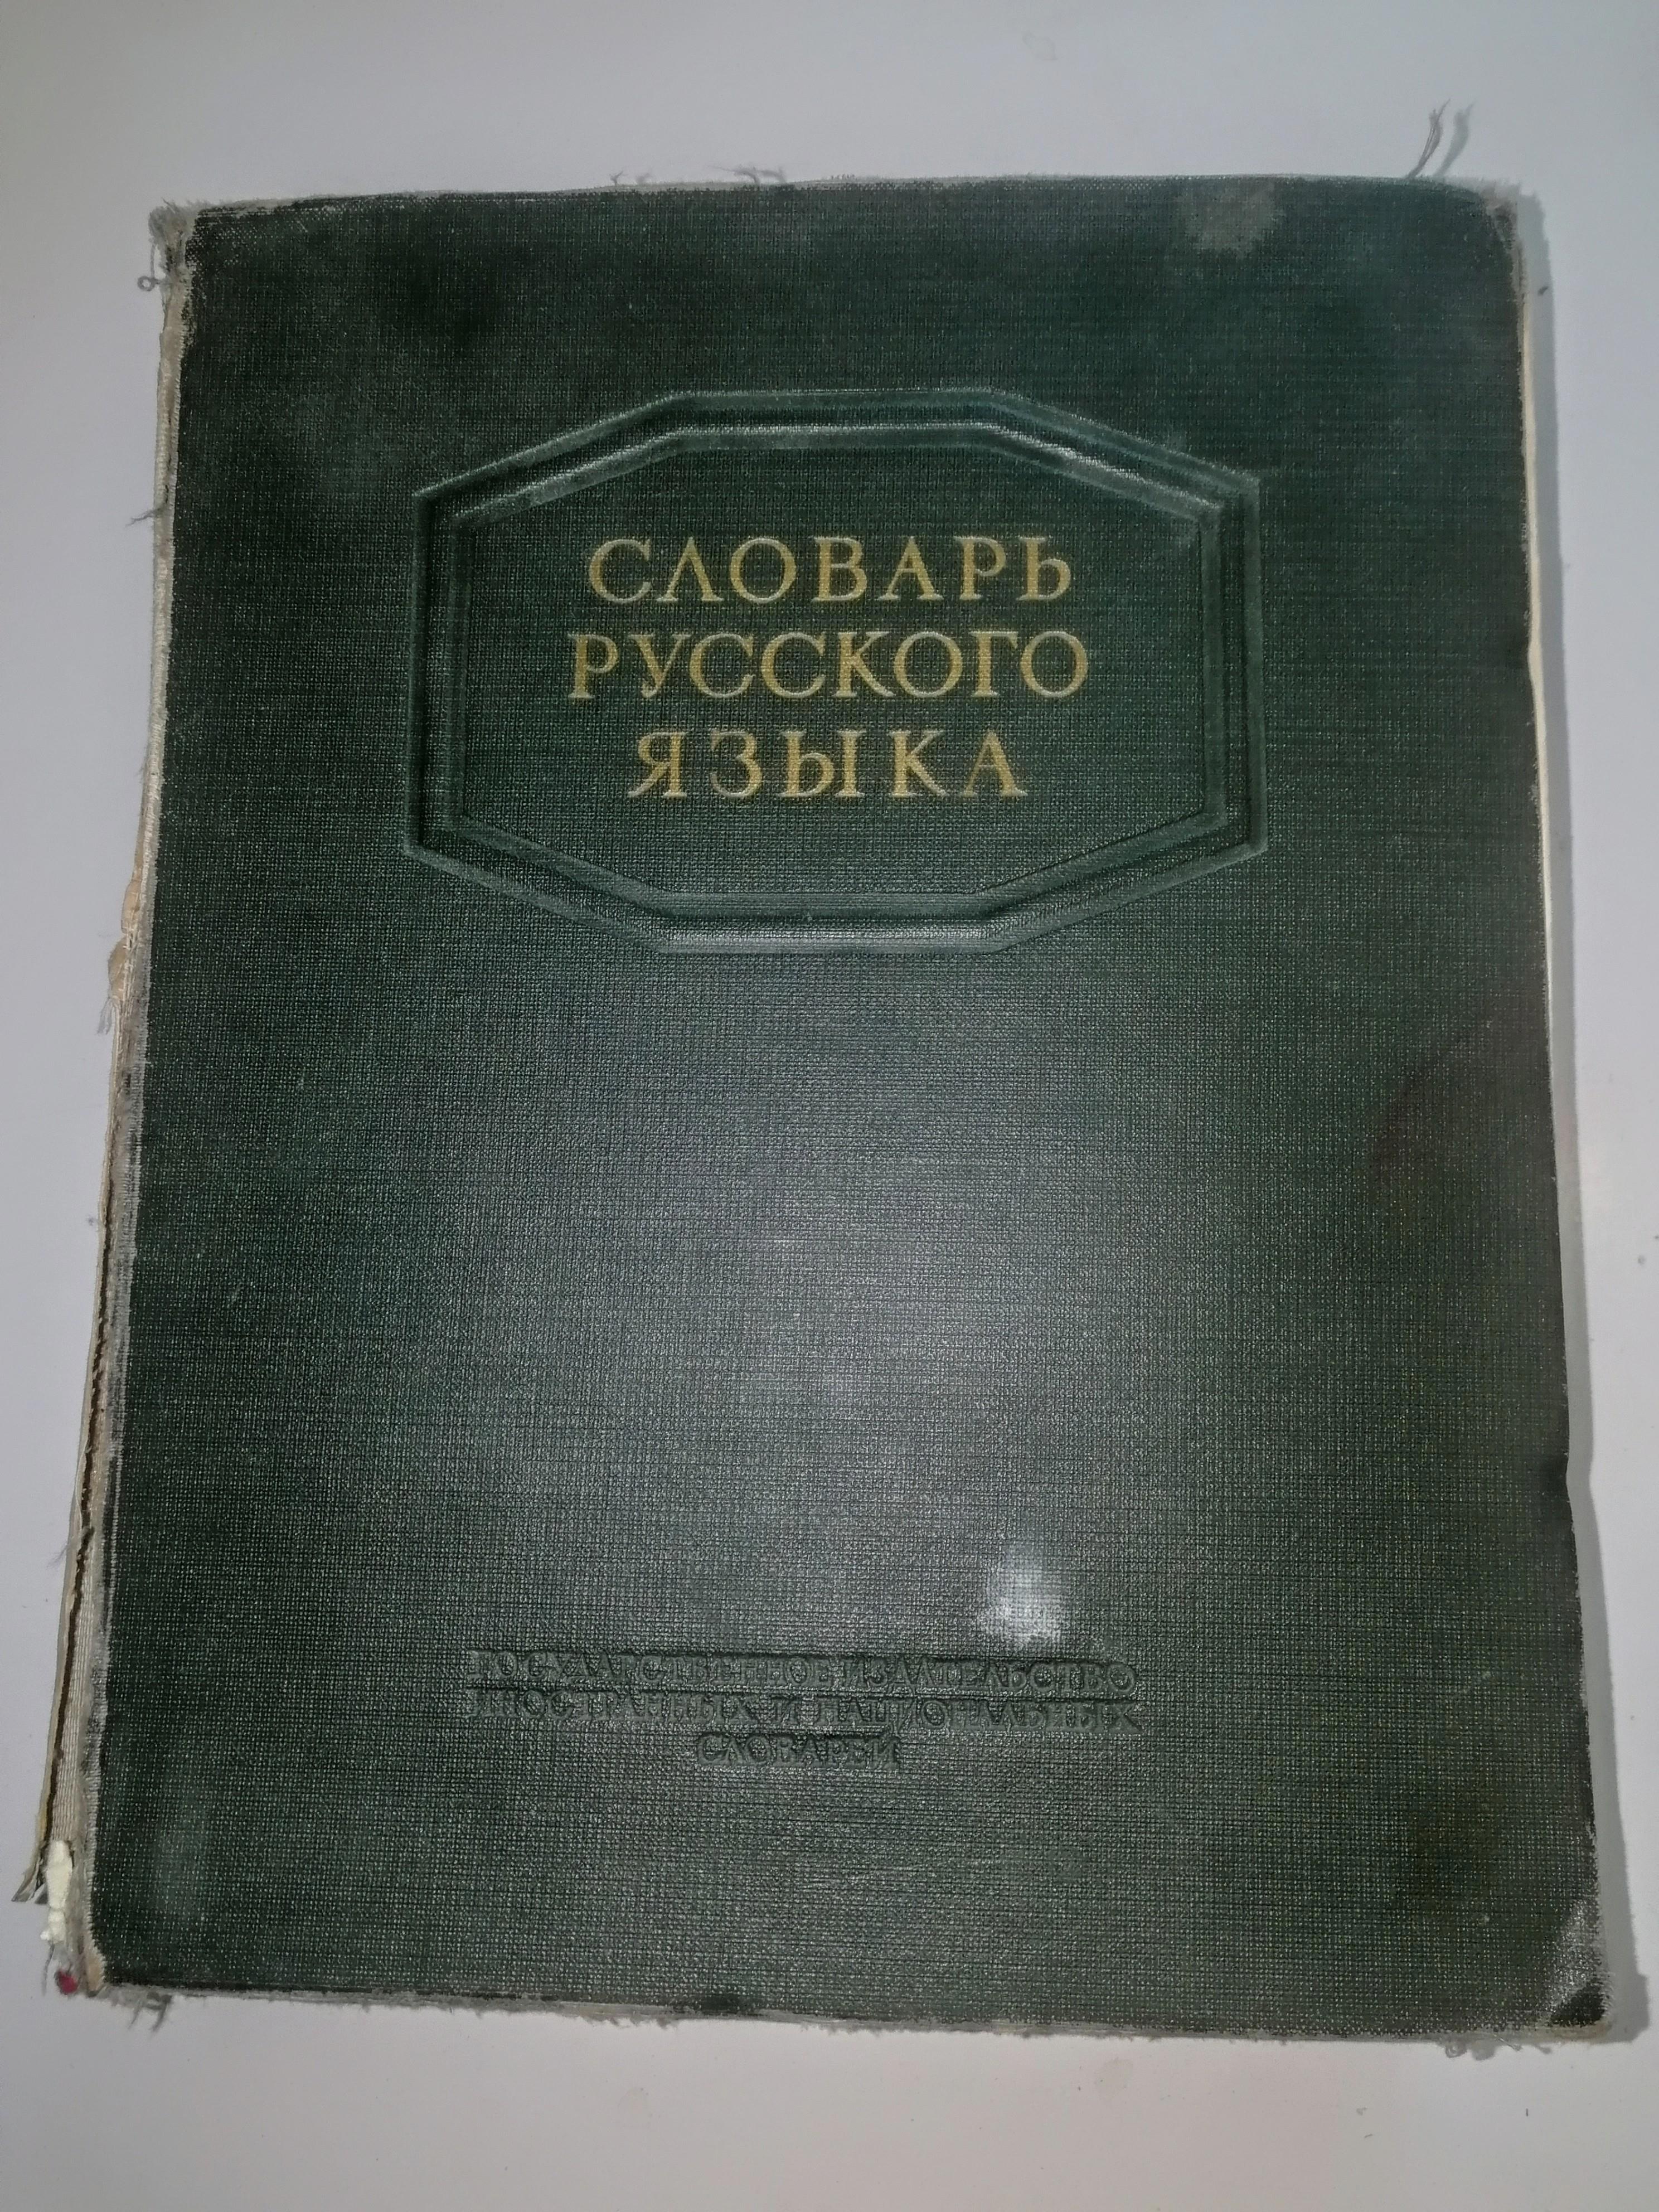 СЛОВАРЬ
РУССКОГО
ЯЗЫКА
ГОСУДАРСТВЕННОЕ ИЗДАТЕЛЬСТВО
ИНОСТРАННЫХ И НАЦИОНАЛЬНЫХ
СЛОВАРЕЙ